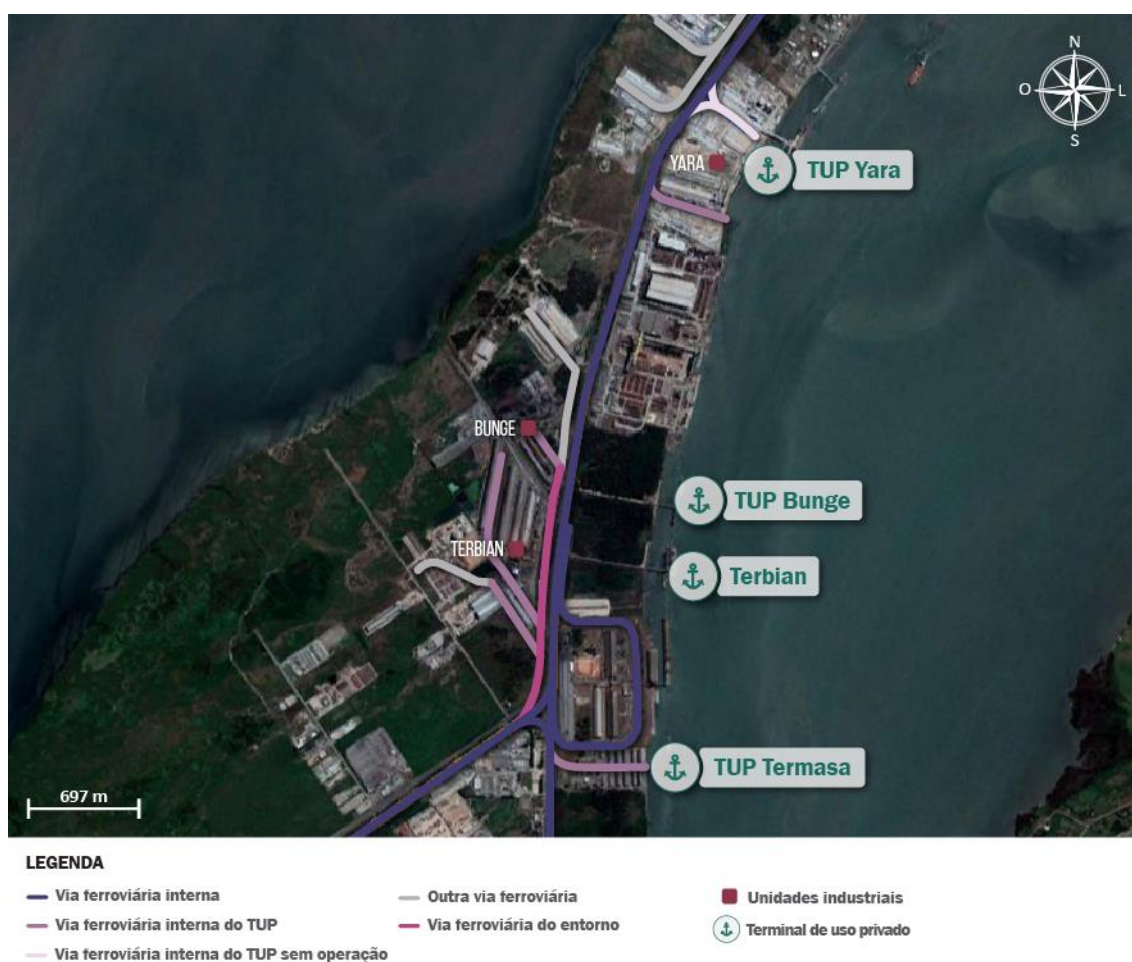 N
O
L
S
YARA
TUP Yara
BUNGE
TUP Bunge
TERBIAN
Terbian
TUP Termasa
697 m
LEGENDA
Via ferroviária interna
Outra via ferroviária
Unidades industriais
Via ferroviária interna do TUP
Via ferroviária do entorno
Terminal de uso privado
Via ferroviária interna do TUP sem operação